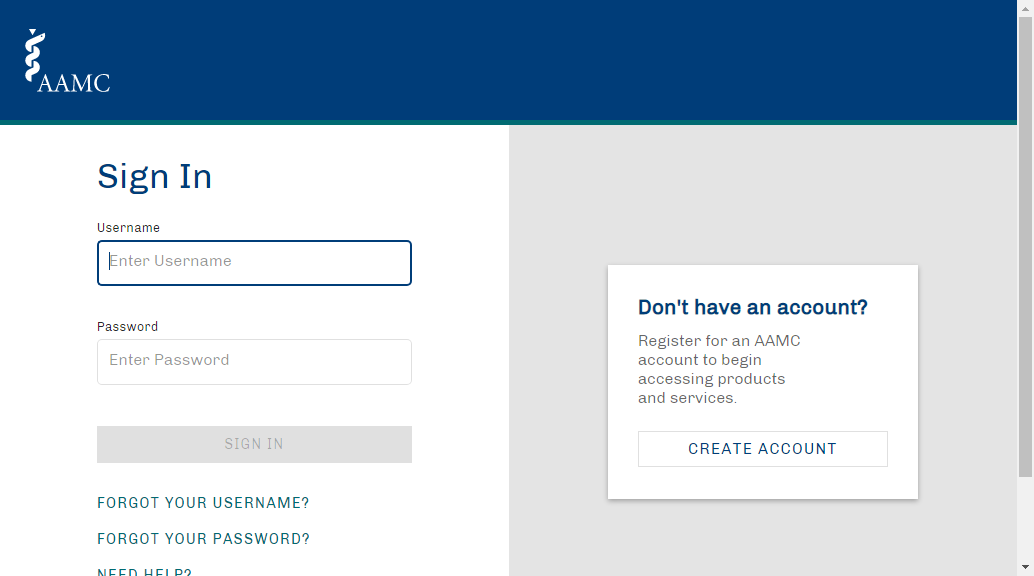 AAMC
Sign In
Username
Enter Username
Password
Enter Password
SIGN IN
FORGOT YOUR USERNAME?
FORGOT YOUR PASSWORD?
NEED HELP?
Don't have an account?
Register for an AAMC
account to begin
accessing products
and services.
CREATE ACCOUNT